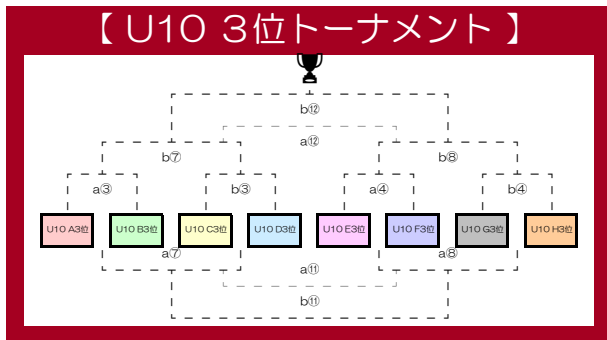 【 U10 3位トーナメント 】
b⑫
a⑫
b⑦ b⑧
a③ b③ a④ b④
U10 A3位 U10 B3位 U10 C3位 U10 D3位 U10 E3位 U10 F3位 U10 G3位 U10 H3位
a⑦ a⑧
a⑪
b⑪